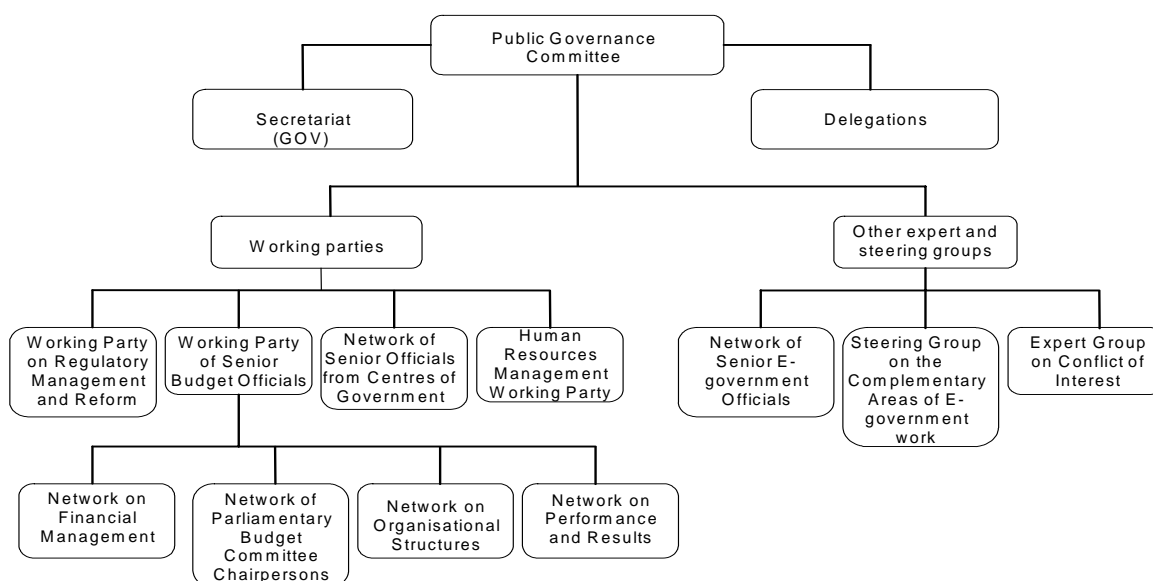 Public Governance
Committee
Secretariat
(GOV)
Delegations
Working parties
Other expert and
steering groups
Working Party
on Regulatory
Management
and Reform
Working Party
of Senior
Budget Officials
Network of
Senior Officials
from Centres of
Government
Human
Resources
Management
Working Party
Network of
Senior E-
government
Officials
Steering Group
on the
Complementary
Areas of E-
government
work
Expert Group
on Conflict of
Interest
Network on
Financial
Management
Network of
Parliamentary
Budget
Committee
Chairpersons
Network on
Organisational
Structures
Network on
Performance
and Results